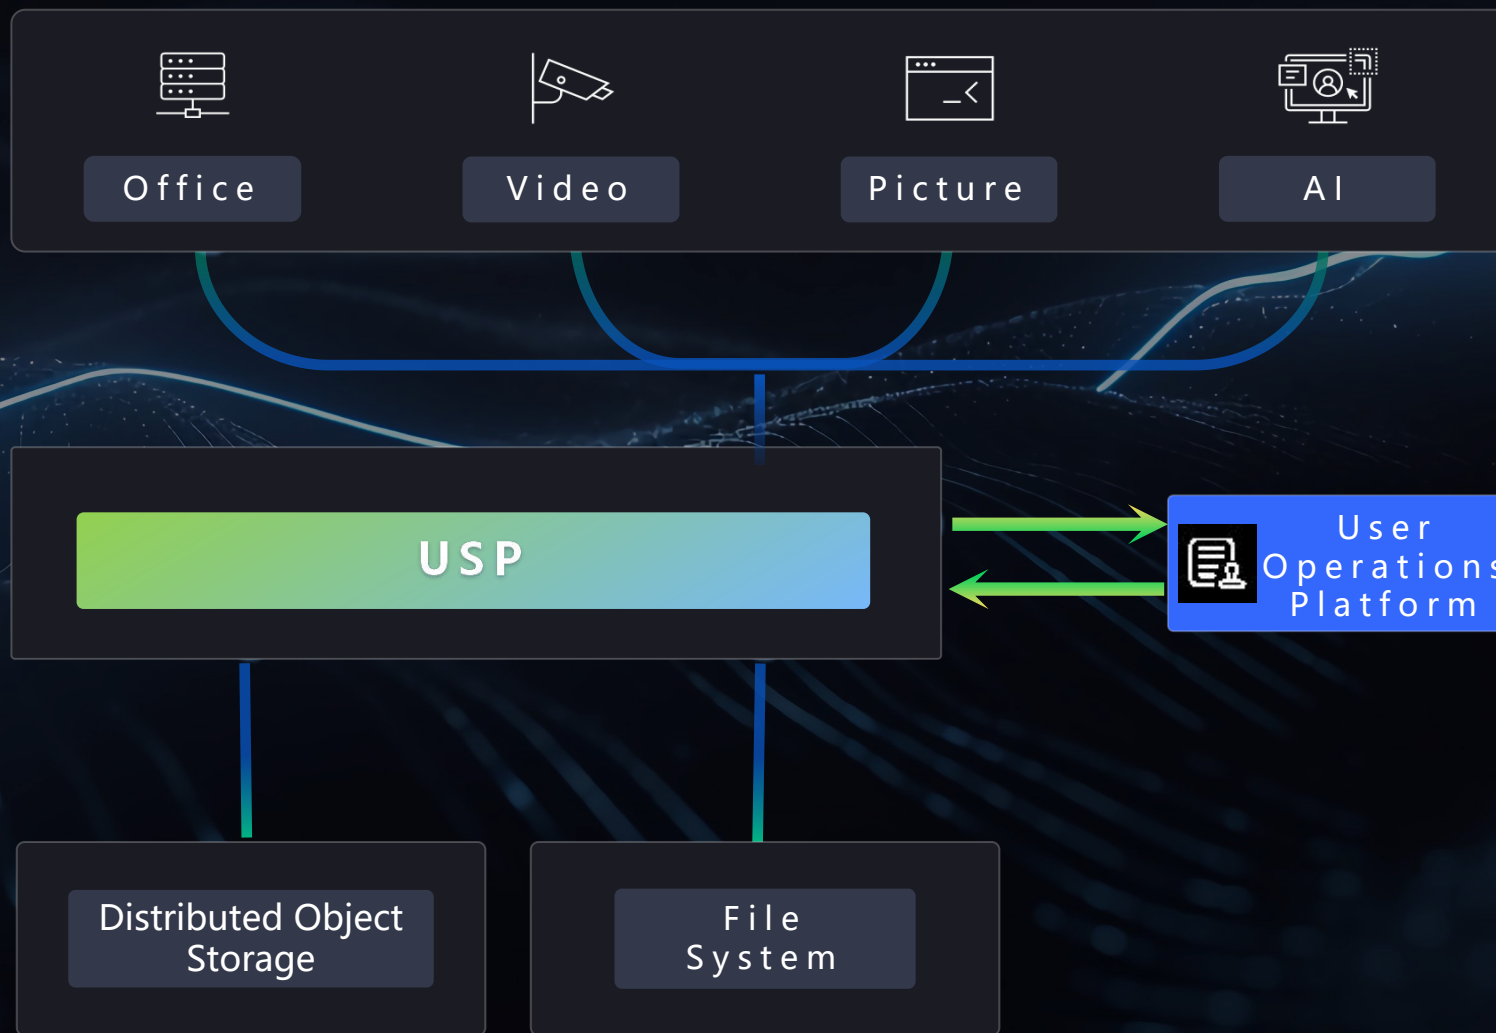 Office
Video
Picture
AI
USP
User
Operations
Platform
Distributed Object
Storage
File
System